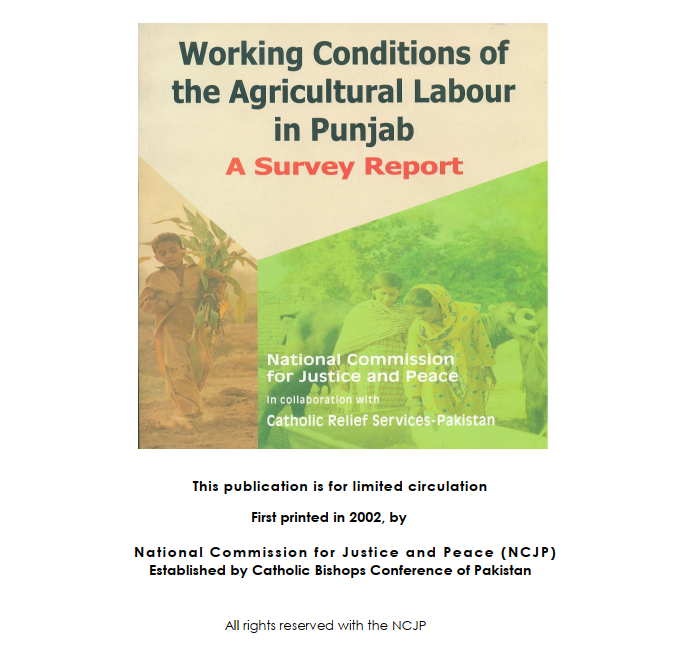 Working Conditions of
the Agricultural Labour
in Punjab
A Survey Report
National Commission
for Justice and Peace
In collaboration with
Catholic Relief Services-Pakistan
This publication is for limited circulation
First printed in 2002, by
National Commission for Justice and Peace (NCJP)
Established by Catholic Bishops Conference of Pakistan
All rights reserved with the NCJP